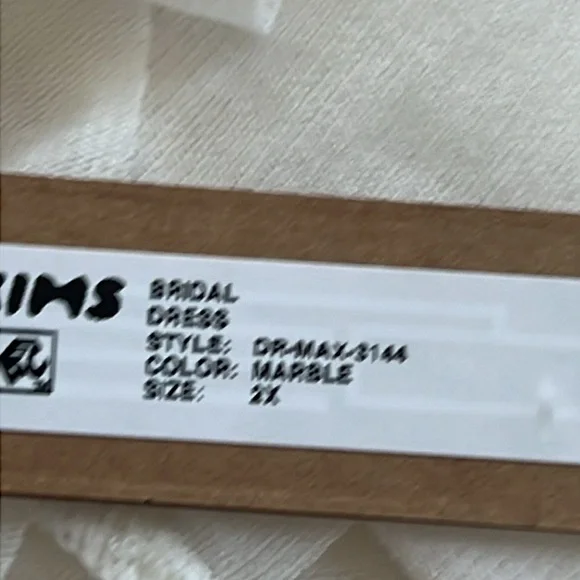 KIMS
BRIDAL
DRESS
STYLE: DR-MAX-3144
COLOR: MARBLE
SIZE: 2X